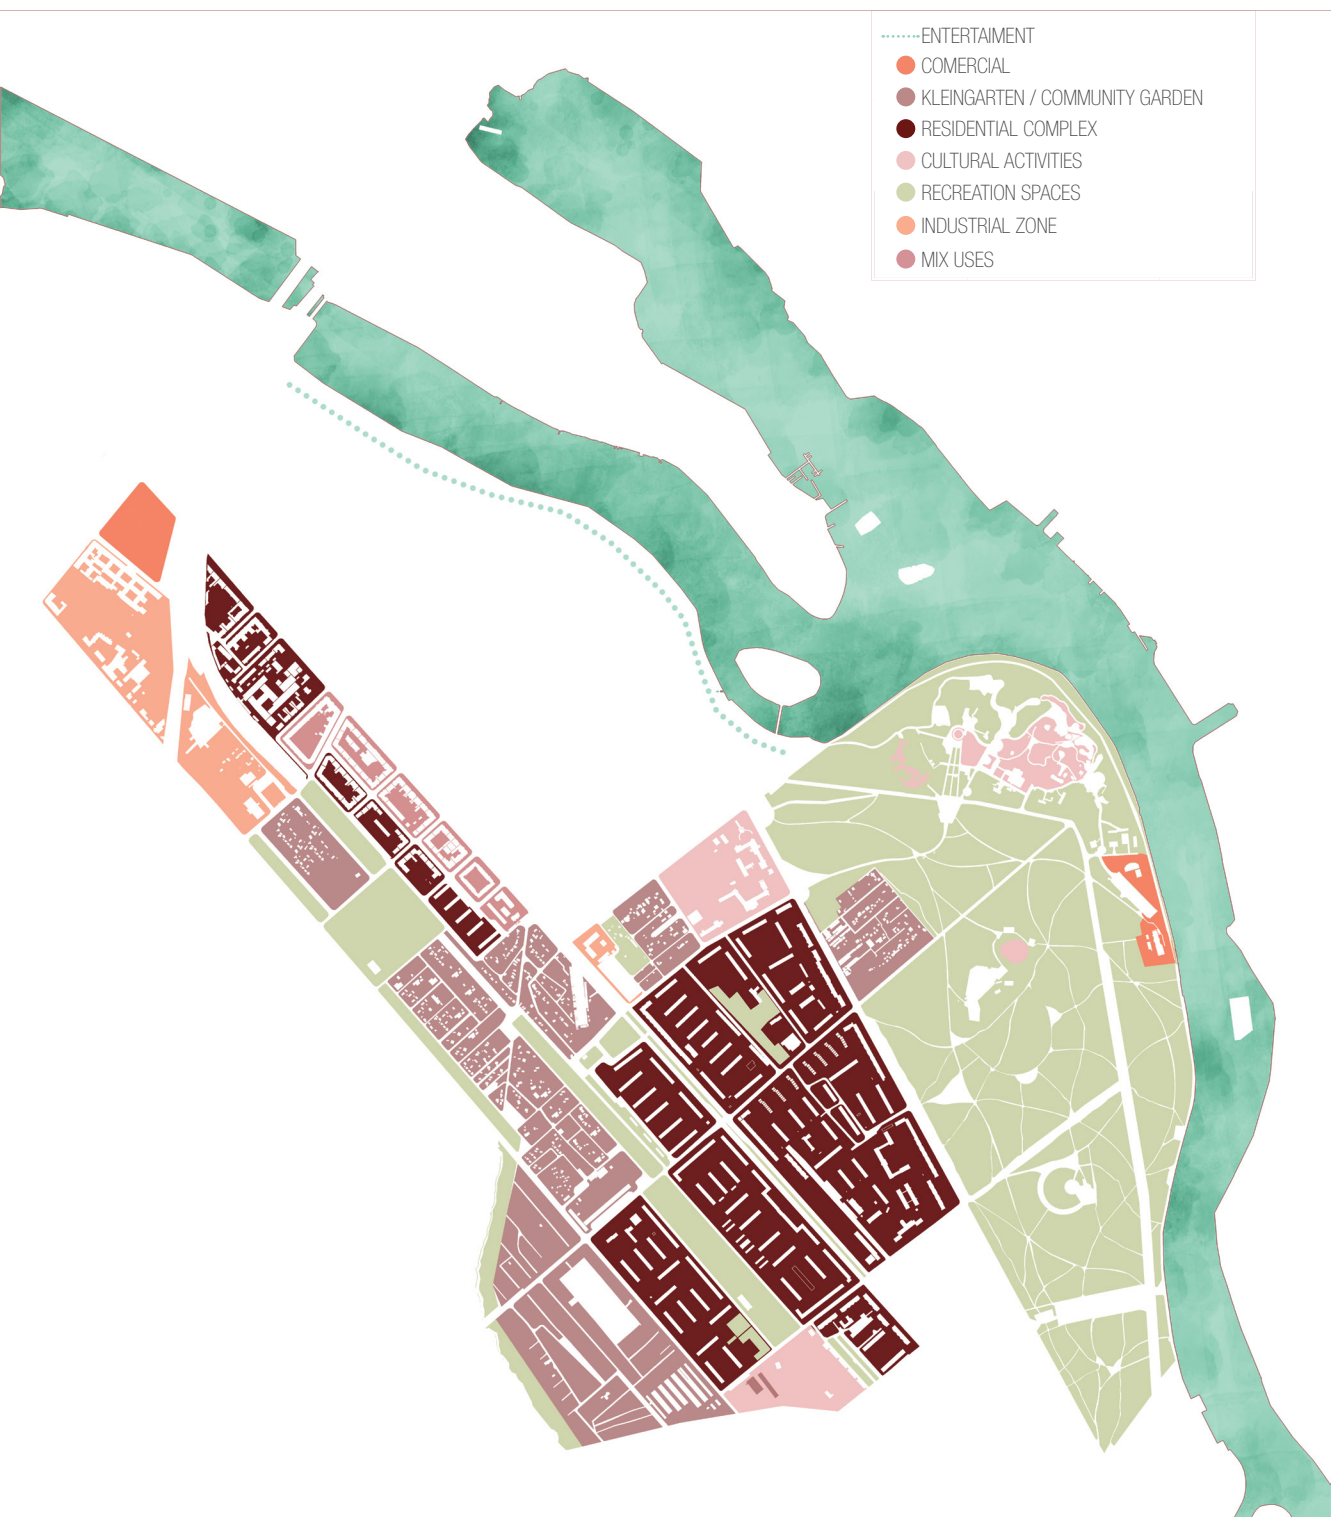 ENTERTAIMENT
COMERCIAL
KLEINGARTEN / COMMUNITY GARDEN
RESIDENTIAL COMPLEX
CULTURAL ACTIVITIES
RECREATION SPACES
INDUSTRIAL ZONE
MIX USES